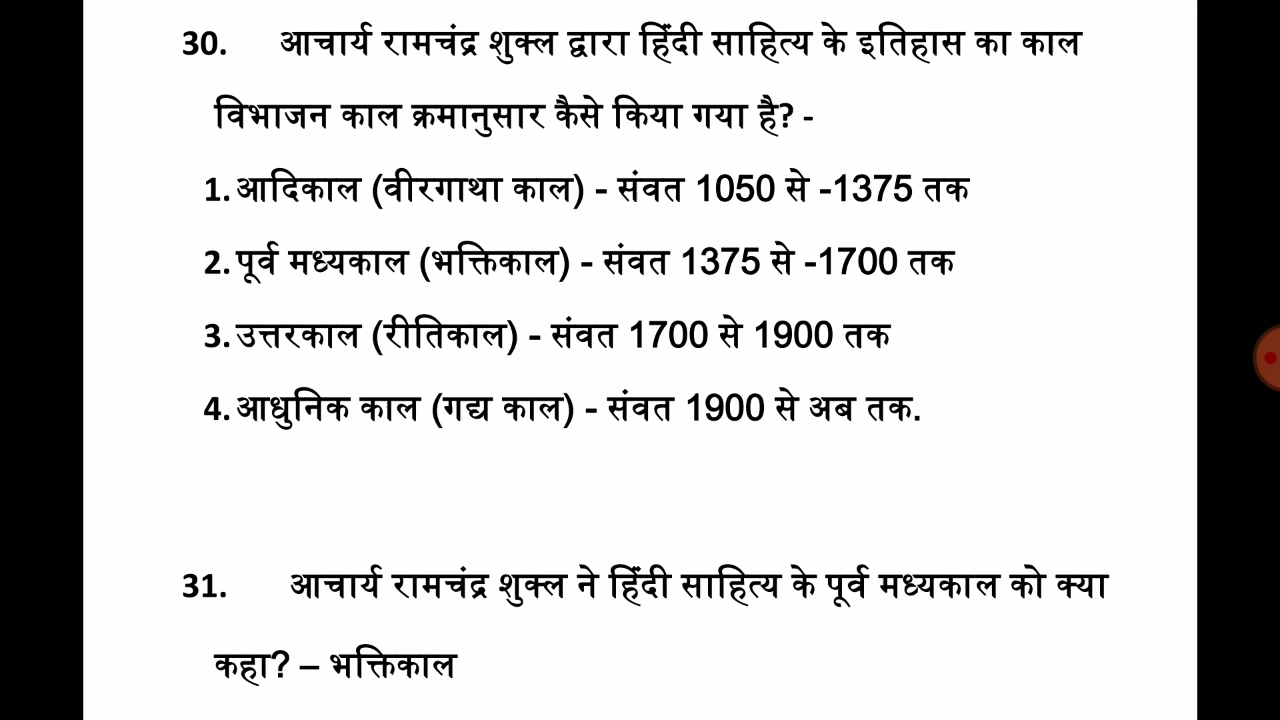 30. आचार्य रामचंद्र शुक्ल द्वारा हिंदी साहित्य के इतिहास का काल
विभाजन काल क्रमानुसार कैसे किया गया है? -
1. आदिकाल (वीरगाथा काल) - संवत 1050 से -1375 तक
2. पूर्व मध्यकाल (भक्तिकाल) - संवत 1375 से -1700 तक
3. उत्तरकाल (रीतिकाल) - संवत 1700 से 1900 तक
4. आधुनिक काल (गद्य काल) - संवत 1900 से अब तक.
31. आचार्य रामचंद्र शुक्ल ने हिंदी साहित्य के पूर्व मध्यकाल को क्या
कहा? – भक्तिकाल